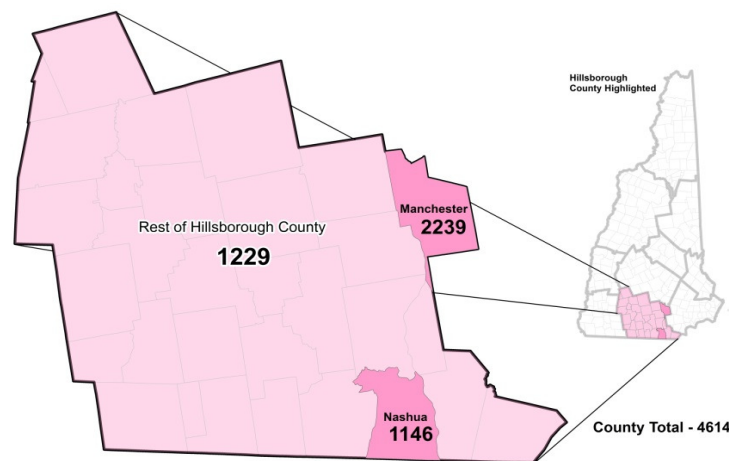 Hillsborough
County Highlighted
Manchester
2239
Rest of Hillsborough County
1229
Nashua
1146
County Total - 4614